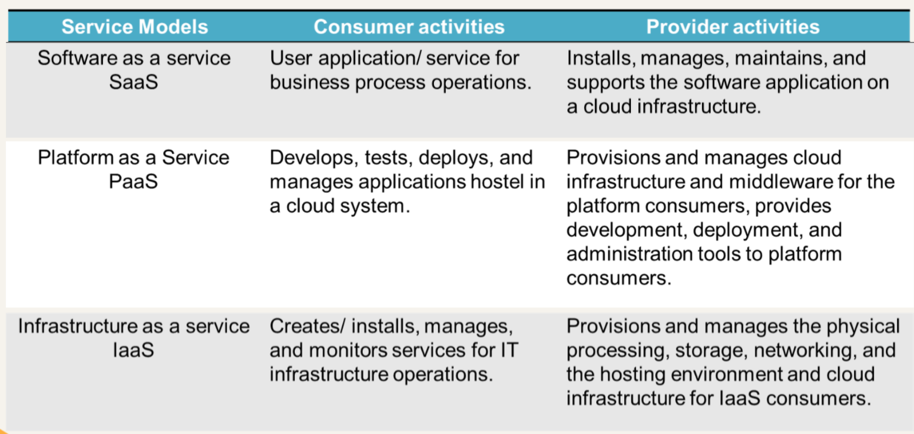 Service Models
Consumer activities
Provider activities
Software as a service
SaaS
User application/ service for
business process operations.
Installs, manages, maintains, and
supports the software application on
a cloud infrastructure.
Platform as a Service
PaaS
Develops, tests, deploys, and
manages applications hostel in
a cloud system.
Provisions and manages cloud
infrastructure and middleware for the
platform consumers, provides
development, deployment, and
administration tools to platform
consumers.
Infrastructure as a service
IaaS
Creates/ installs, manages,
and monitors services for IT
infrastructure operations.
Provisions and manages the physical
processing, storage, networking, and
the hosting environment and cloud
infrastructure for IaaS consumers.